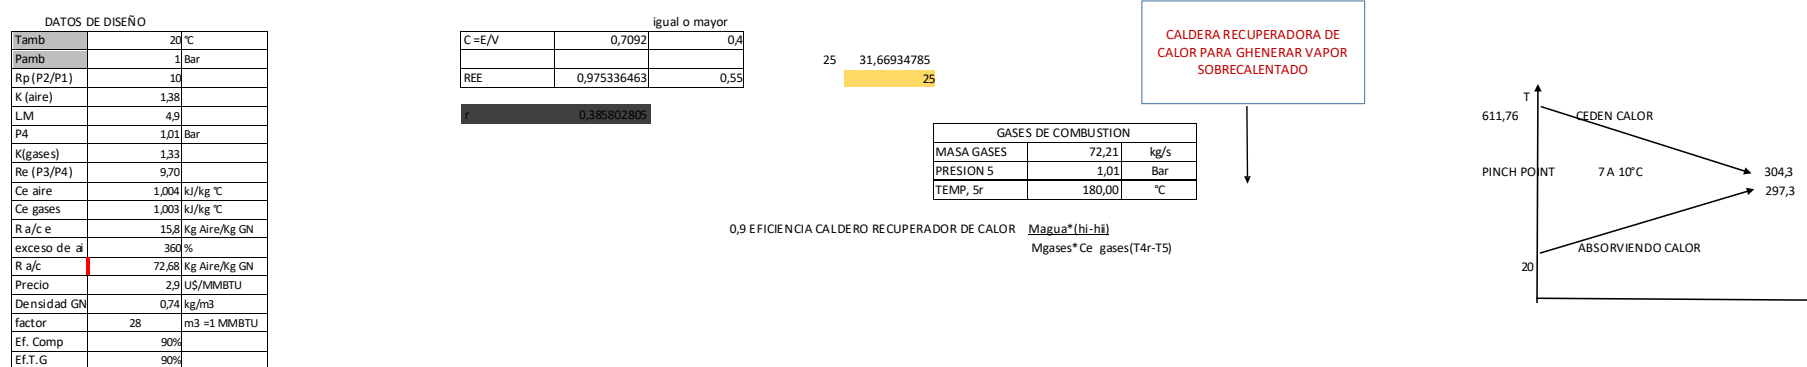 DATOS DE DISEÑO
Tamb 20 °C
Pamb 1 Bar
Rp (P2/P1) 10
K (aire) 1,38
LM 4,9
P4 1,01 Bar
K(gases) 1,33
Re (P3/P4) 9,70
Ce aire 1,004 kJ/kg °C
Ce gases 1,003 kJ/kg °C
R a/c e 15,8 Kg Aire/Kg GN
exceso de ai 360 %
R a/c 72,68 Kg Aire/Kg GN
Precio 2,9 U$/MMBTU
Densidad GN 0,74 kg/m3
factor 28 m3 =1 MMBTU
Ef. Comp 90%
Ef.T.G 90%
igual o mayor
C =E/V 0,7092 0,4
REE 0,975336463 0,55
r 0,385802805
25 31,66934785
25
CALDERA RECUPERADORA DE
CALOR PARA GHENERAR VAPOR
SOBRECALENTADO
GASES DE COMBUSTION
MASA GASES 72,21 kg/s
PRESION 5 1,01 Bar
TEMP, 5r 180,00 °C
0,9 EFICIENCIA CALDERO RECUPERADOR DE CALOR Magua*(hi-hii)
Mgases*Ce gases(T4r-T5)
T
611,76 CEDEN CALOR
PINCH POINT 7 A 10°C 304,3
297,3
ABSORVIENDO CALOR
20